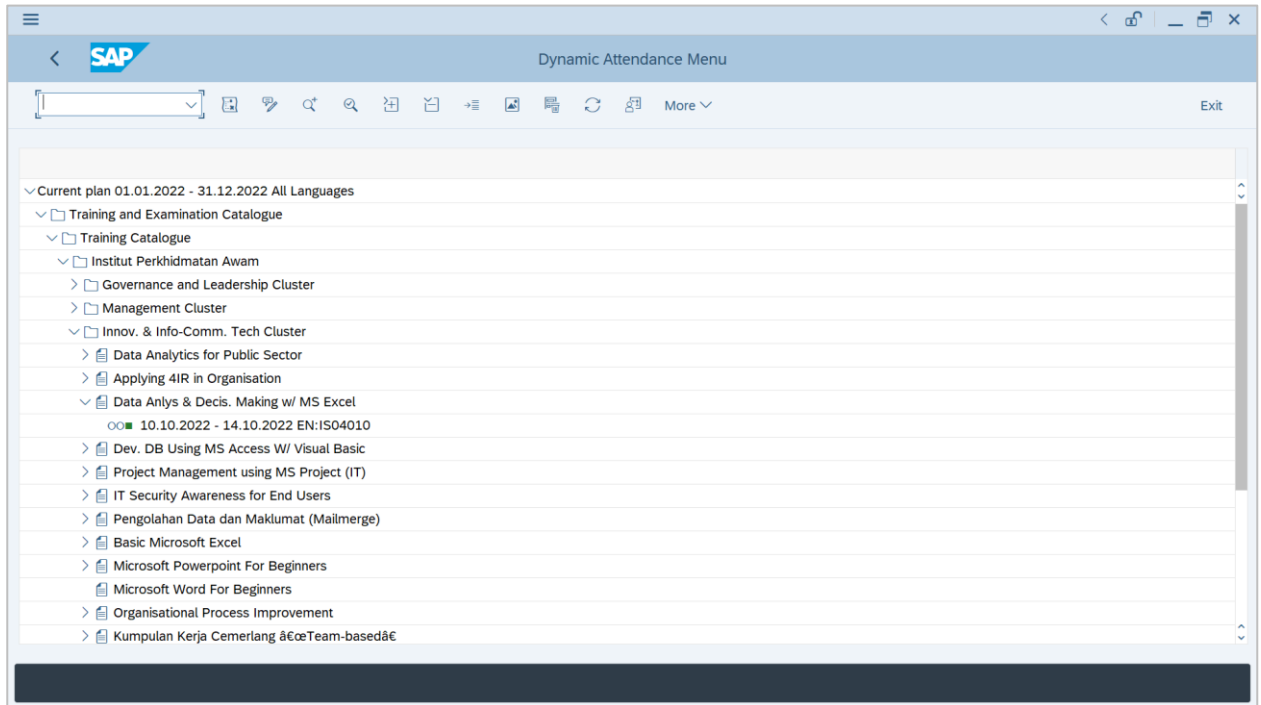 SAP
Dynamic Attendance Menu
More
Exit
Current plan 01.01.2022 - 31.12.2022 All Languages
Training and Examination Catalogue
Training Catalogue
Institut Perkhidmatan Awam
Governance and Leadership Cluster
Management Cluster
Innov. & Info-Comm. Tech Cluster
Data Analytics for Public Sector
Applying 4IR in Organisation
Data Anlys & Decis. Making w/ MS Excel
10.10.2022 - 14.10.2022 EN:IS04010
Dev. DB Using MS Access W/ Visual Basic
Project Management using MS Project (IT)
IT Security Awareness for End Users
Pengolahan Data dan Maklumat (Mailmerge)
Basic Microsoft Excel
Microsoft Powerpoint For Beginners
Microsoft Word For Beginners
Organisational Process Improvement
Kumpulan Kerja Cemerlang â€œTeam-basedâ€